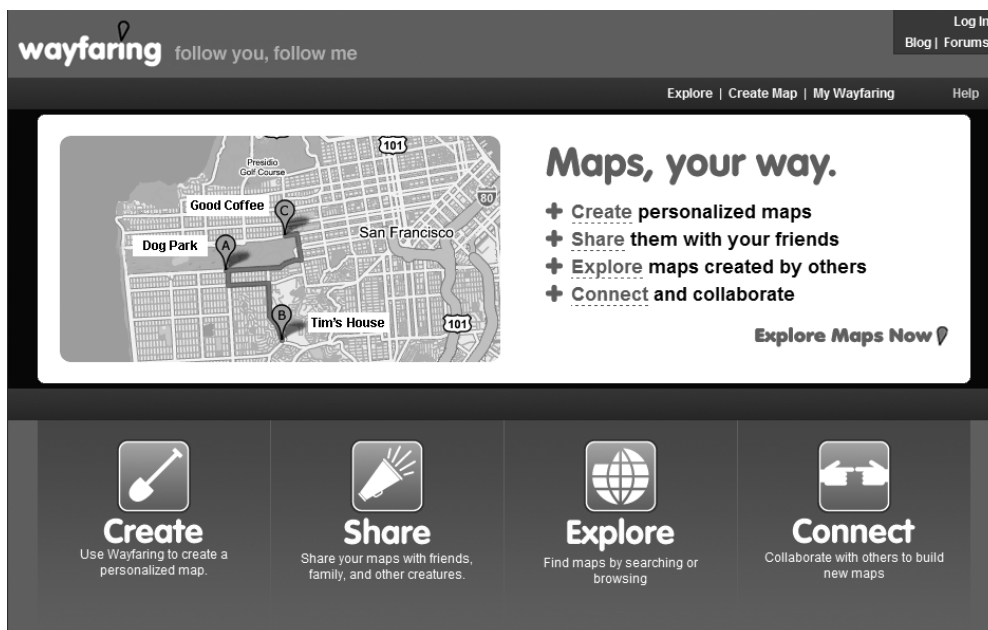 wayfaring follow you, follow me
Log In
Blog | Forums
Explore | Create Map | My Wayfaring Help
Presidio
Golf Course
101
80
Good Coffee
C
San Francisco
Dog Park
A
B
Tim's House
101
Maps, your way.
Create personalized maps
Share them with your friends
Explore maps created by others
Connect and collaborate
Explore Maps Now
Create
Use Wayfaring to create a
personalized map.
Share
Share your maps with friends,
family, and other creatures.
Explore
Find maps by searching or
browsing
Connect
Collaborate with others to build
new maps